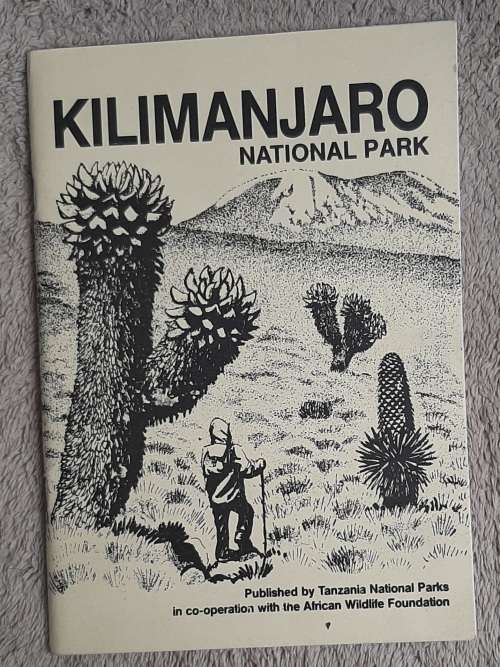 KILIMANJARO
NATIONAL PARK
Published by Tanzania National Parks
in co-operation with the African Wildlife Foundation